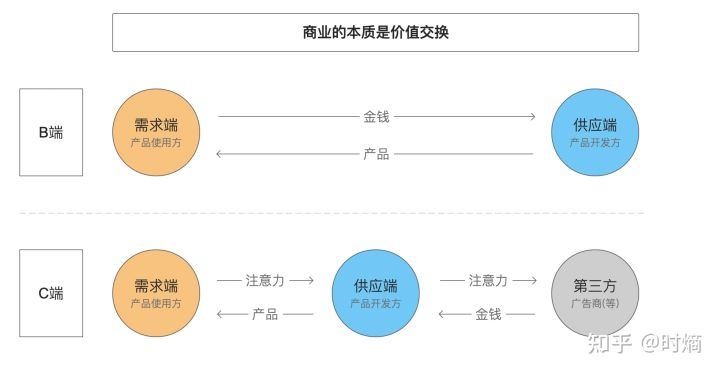 商业的本质是价值交换
B端
需求端
产品使用方
金钱
产品
供应端
产品开发方
C端
需求端
产品使用方
注意力
产品
供应端
产品开发方
注意力
金钱
第三方
广告商(等)
知乎 @时熵